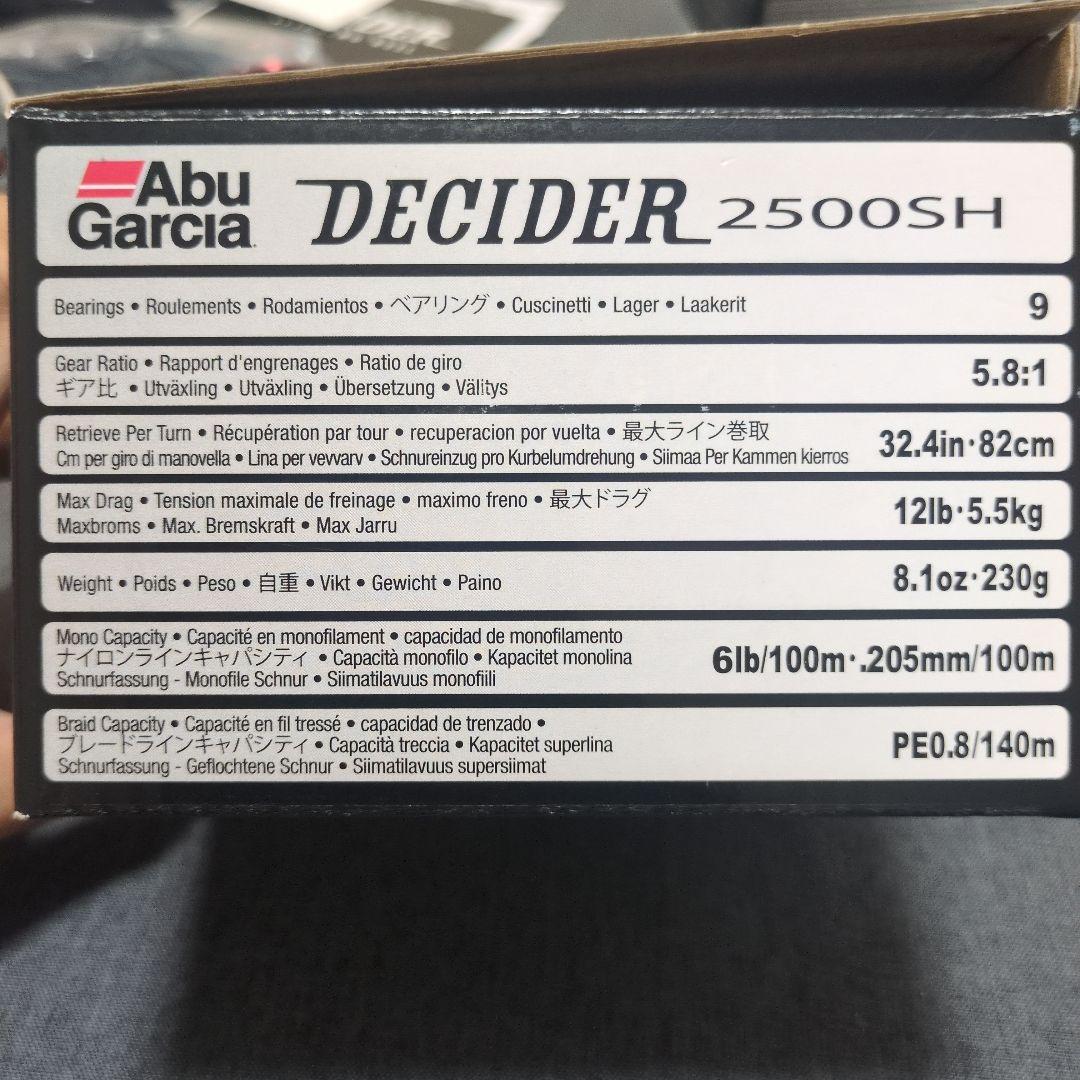 DER
Abu
Garcia
DECIDER 2500SH
Bearings • Roulements • Rodamientos • ベアリング • Cuscinetti • Lager • Laakerit
9
Gear Ratio • Rapport d'engrenages • Ratio de giro
ギア比 • Utväxling • Utväxling • Übersetzung • Välitys
5.8:1
Retrieve Per Turn • Récupération par tour • recuperacion por vuelta • 最大ライン巻取
Cm per giro di manovella • Lina per vevvarv • Schnureinzug pro Kurbelumdrehung • Siimaa Per Kammen kierros
32.4in·82cm
Max Drag • Tension maximale de freinage • maximo freno • 最大ドラグ
Maxbroms • Max. Bremskraft • Max Jarru
12lb·5.5kg
Weight • Poids • Peso • 自重 • Vikt • Gewicht • Paino
8.1oz·230g
Mono Capacity • Capacité en monofilament • capacidad de monofilamento
ナイロンラインキャパシティ • Capacità monofilo • Kapacitet monolina
Schnurfassung - Monofile Schnur • Siimatilavuus monofiili
6lb/100m·.205mm/100m
Braid Capacity • Capacité en fil tressé • capacidad de trenzado •
ブレードラインキャパシティ • Capacità treccia • Kapacitet superlina
Schnurfassung - Geflochtene Schnur • Siimatilavuus supersiimat
PE0.8/140m